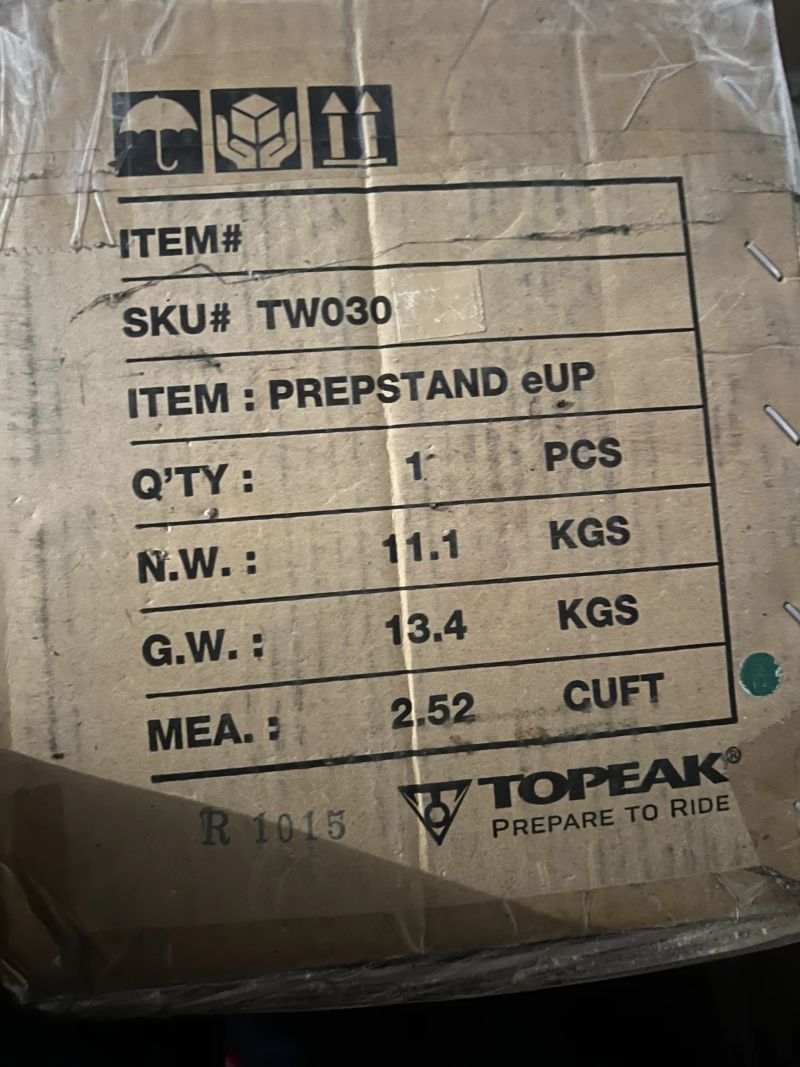 ITEM#
SKU# TW030
ITEM : PREPSTAND eUP
Q'TY : 1 PCS
N.W. : 11.1 KGS
G.W. : 13.4 KGS
MEA. : 2.52 CUFT
R 1015
TOPEAK®
PREPARE TO RIDE